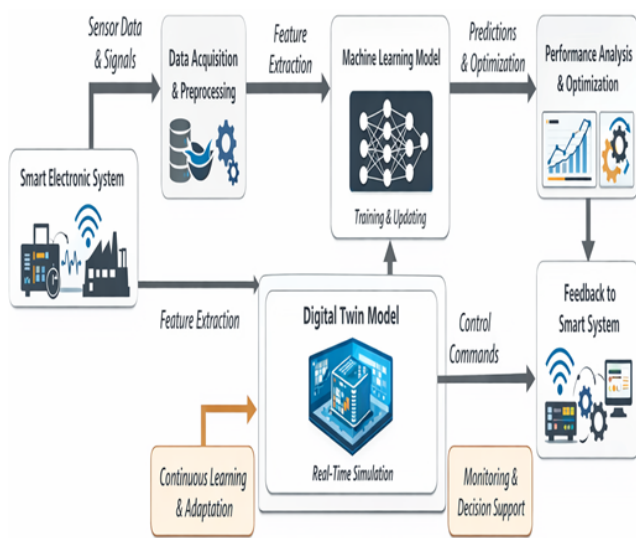 Sensor Data
& Signals
Data Acquisition
& Preprocessing
Feature
Extraction
Machine Learning Model
Training & Updating
Predictions
& Optimization
Performance Analysis
& Optimization
Smart Electronic System
Feature Extraction
Digital Twin Model
Real-Time Simulation
Control
Commands
Feedback to
Smart System
Continuous Learning
& Adaptation
Monitoring &
Decision Support